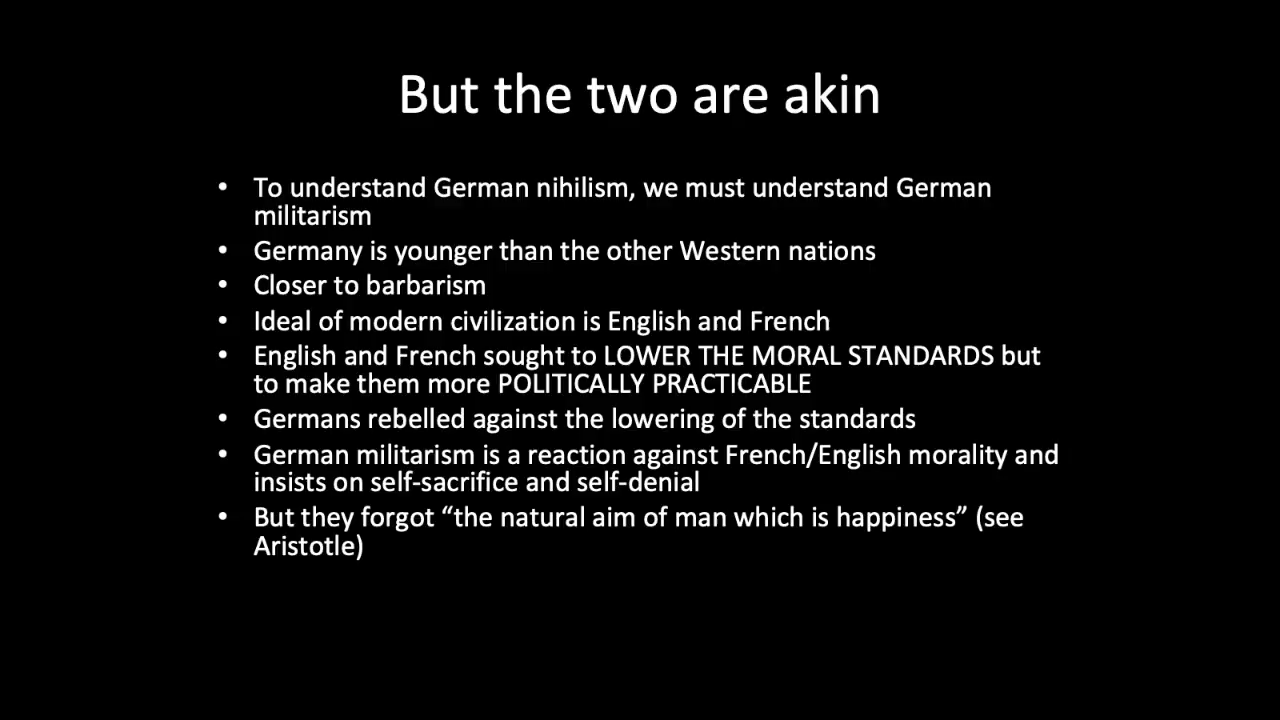 But the two are akin
• To understand German nihilism, we must understand German
militarism
• Germany is younger than the other Western nations
• Closer to barbarism
• Ideal of modern civilization is English and French
• English and French sought to LOWER THE MORAL STANDARDS but
to make them more POLITICALLY PRACTICABLE
• Germans rebelled against the lowering of the standards
• German militarism is a reaction against French/English morality and
insists on self-sacrifice and self-denial
• But they forgot “the natural aim of man which is happiness” (see
Aristotle)